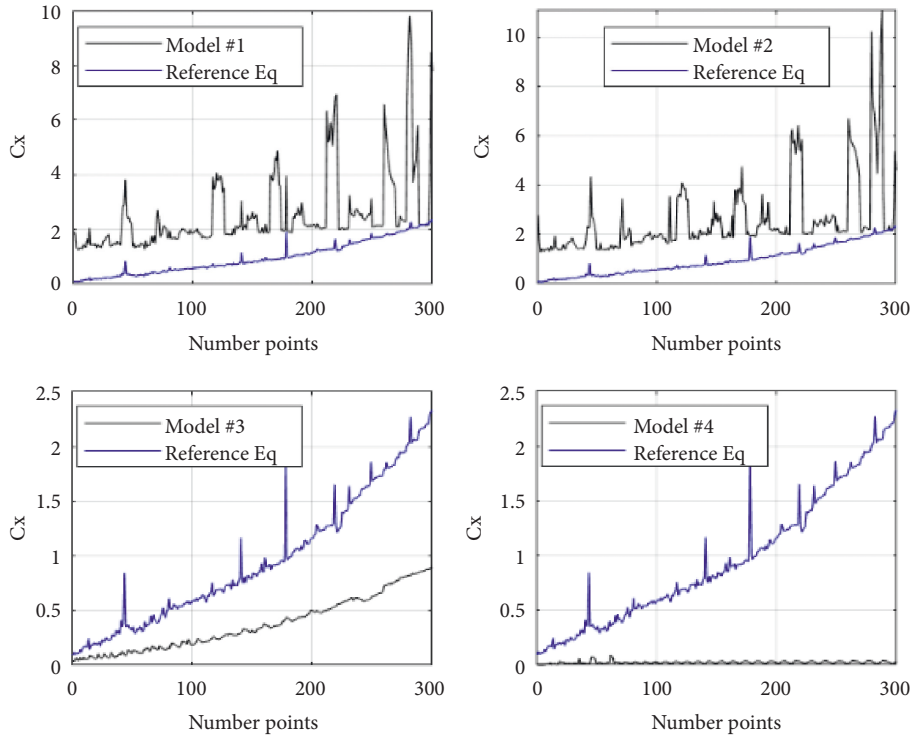 10
8
6
4
2
0
Cx
Model #1
Reference Eq
0
100
200
300
Number points
10
8
6
4
2
0
Cx
Model #2
Reference Eq
0
100
200
300
Number points
2.5
2
1.5
1
0.5
0
Cx
Model #3
Reference Eq
0
100
200
300
Number points
2.5
2
1.5
1
0.5
0
Cx
Model #4
Reference Eq
0
100
200
300
Number points